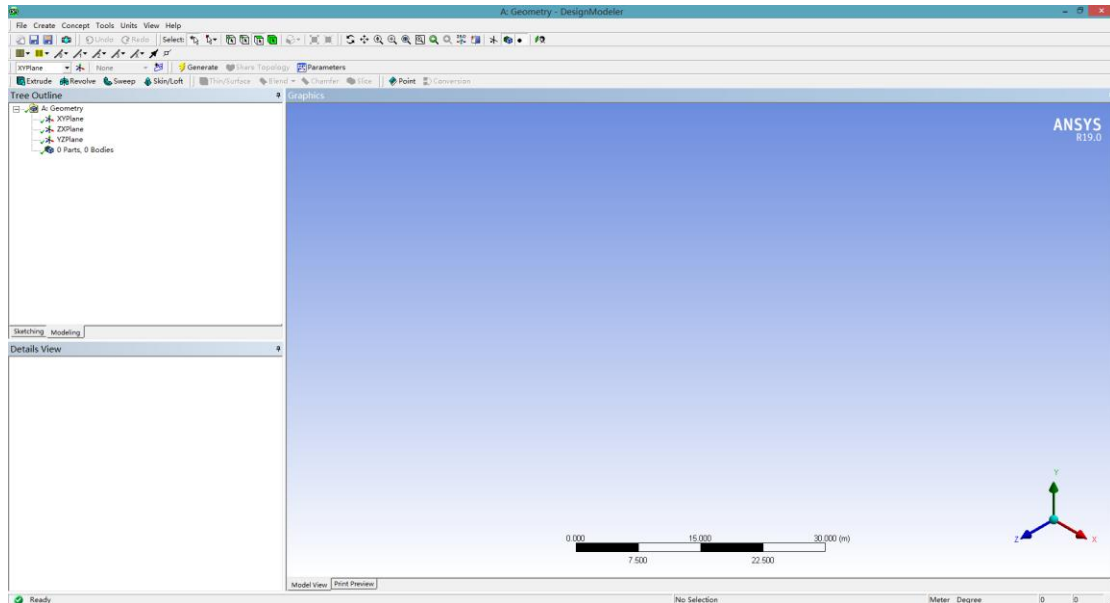 A: Geometry - DesignModeler
File Create Concept Tools Units View Help
Undo Redo Select:
XYPlane None Generate Share Topology Parameters
Extrude Revolve Sweep Skin/Loft Thin/Surface Blend Chamfer Slice Point Conversion
Tree Outline
A: Geometry
XYPlane
ZXPlane
YZPlane
0 Parts, 0 Bodies
Sketching Modeling
Details View
Graphics
ANSYS
R19.0
Y
Z X
0.000 15.000 30.000 (m)
7.500 22.500
Model View Print Preview
Ready No Selection Meter Degree 0 0